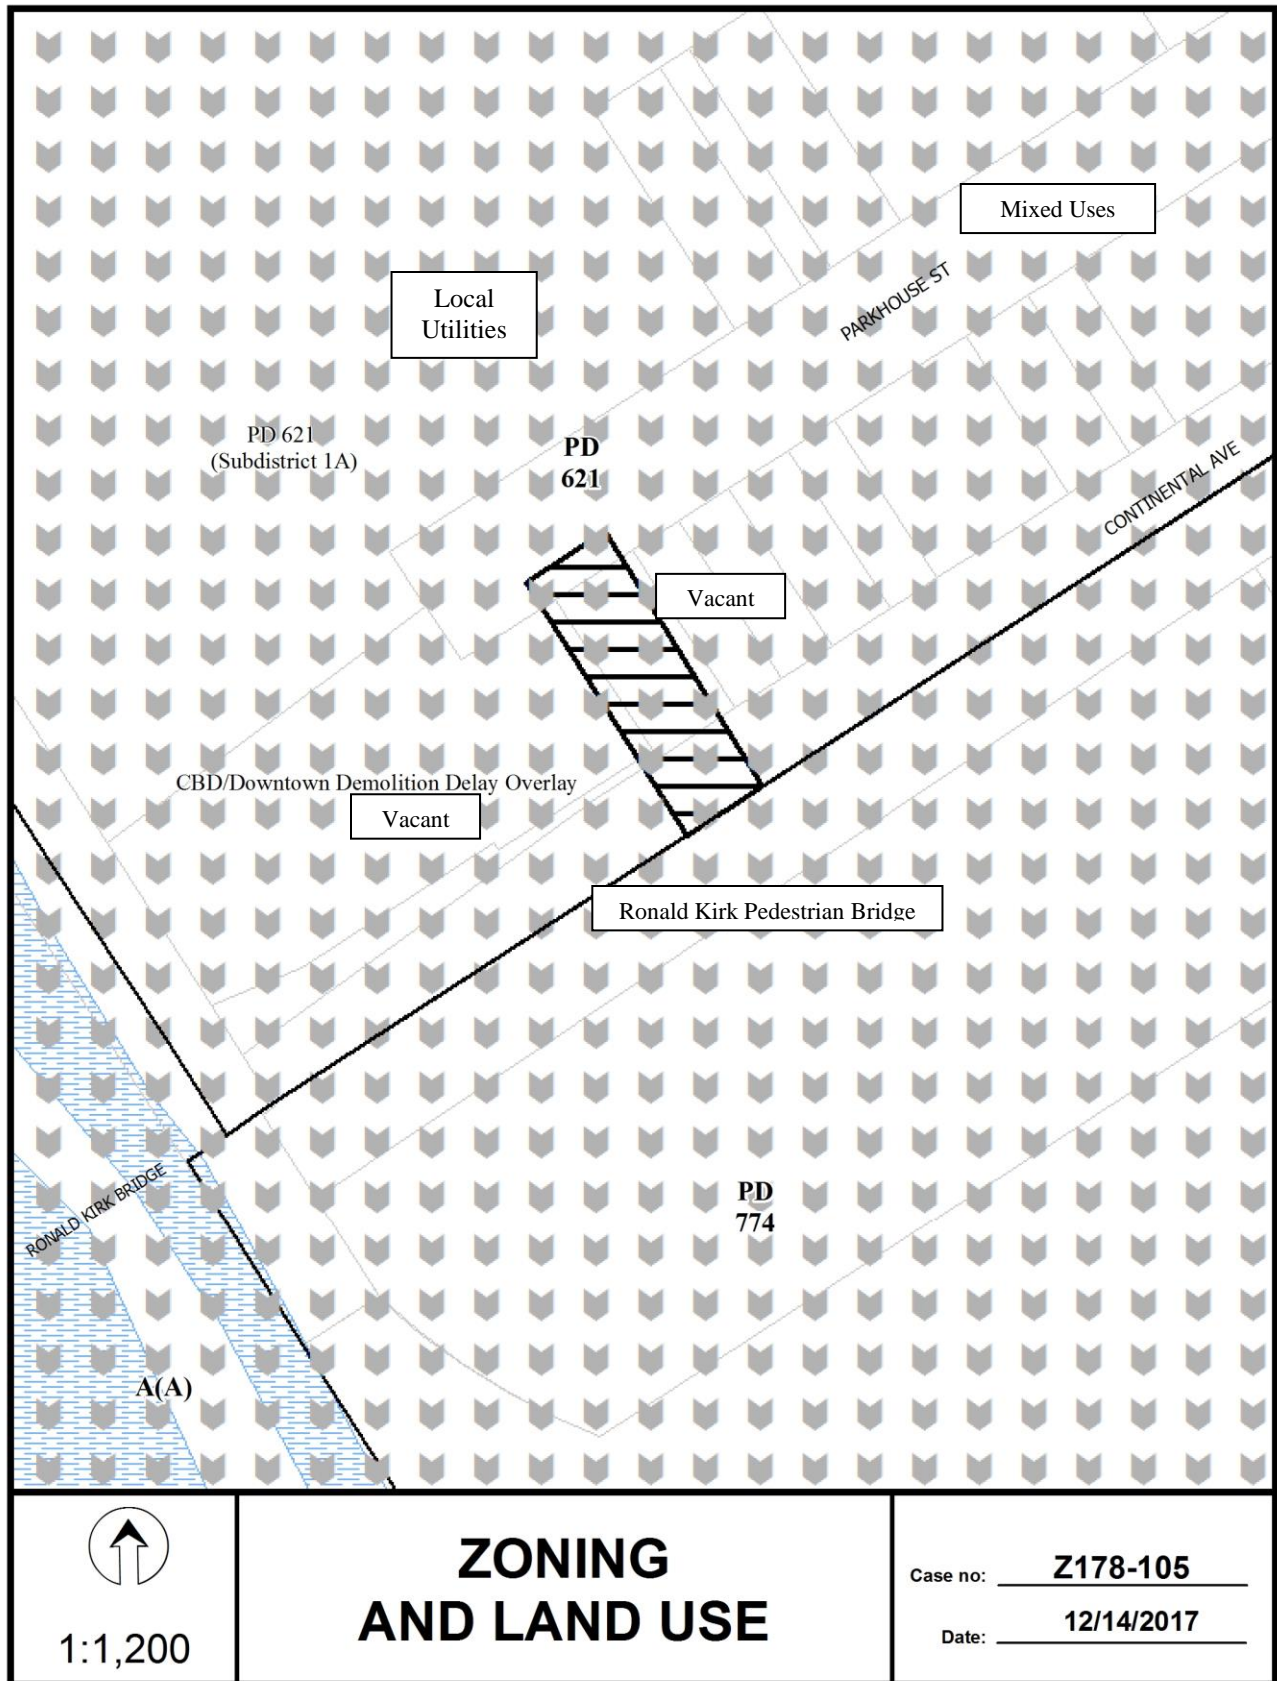 Mixed Uses
PARKHOUSE ST
Local
Utilities
PD 621
(Subdistrict 1A)
PD
621
CONTINENTAL AVE
Vacant
CBD/Downtown Demolition Delay Overlay
Vacant
Ronald Kirk Pedestrian Bridge
RONALD KIRK BRIDGE
PD
774
A(A)
1:1,200
ZONING
AND LAND USE
Case no: Z178-105
Date: 12/14/2017